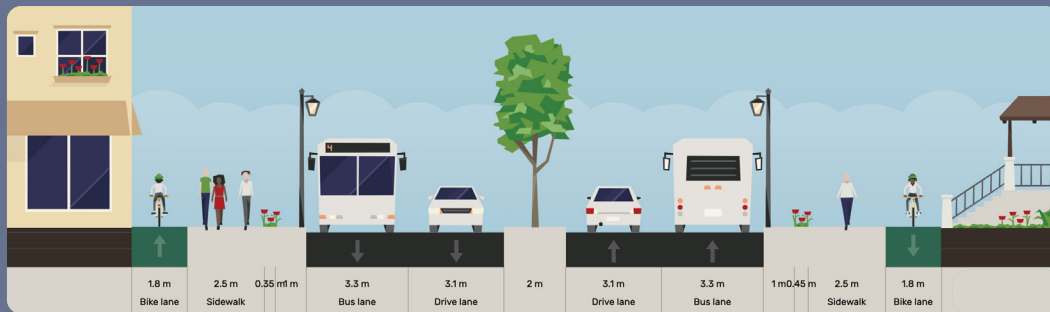 4
1.8 m
2.5 m
0.35 m
1 m
3.3 m
3.1 m
2 m
3.1 m
3.3 m
1 m
0.45 m
2.5 m
1.8 m
Bike lane
Sidewalk
Bus lane
Drive lane
Drive lane
Bus lane
Sidewalk
Bike lane